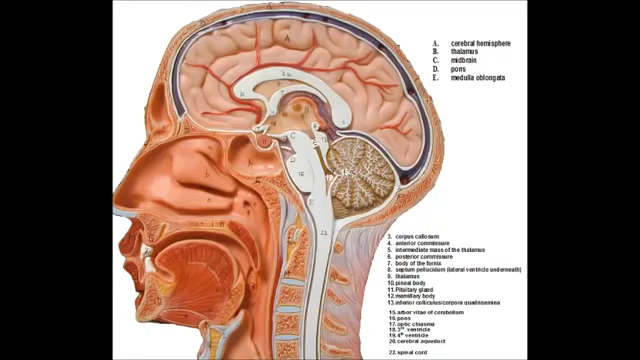 A. cerebral hemisphere
B. thalamus
C. midbrain
D. pons
E. medulla oblongata
3. corpus callosum
4. anterior commissure
5. intermediate mass of the thalamus
6. posterior commissure
7. body of the fornix
8. septum pellucidum (lateral ventricle underneath)
9. thalamus
10. pineal body
11. Pituitary gland
12. mamillary body
13. inferior colliculus/corpora quadrigemina
15. arbor vitae of cerebellum
16. pons
17. optic chiasma
18. 3rd ventricle
19. 4th ventricle
20. cerebral aqueduct
22. spinal cord
A
C
E
22